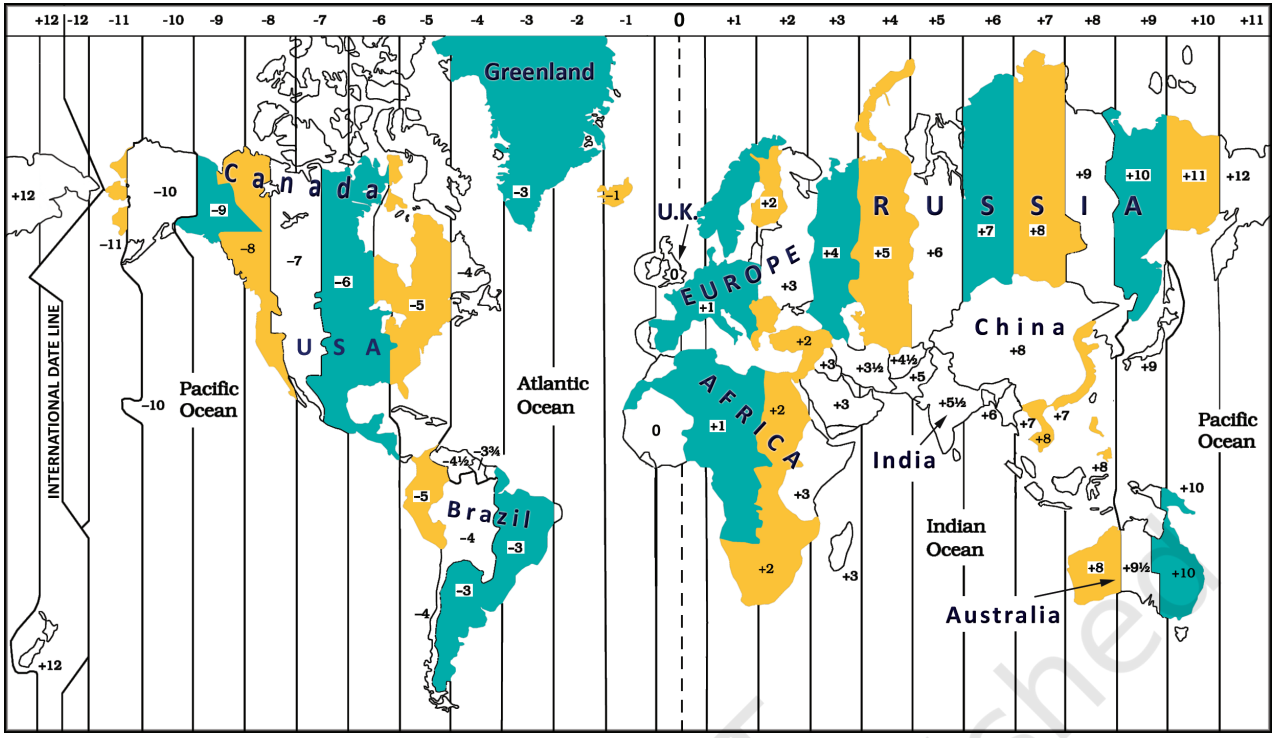 +12 -12 -11 -10 -9 -8 -7 -6 -5 -4 -3 -2 -1 0 +1 +2 +3 +4 +5 +6 +7 +8 +9 +10 +11
Greenland
Canada
+12
–11
–10
–9
–8
–7
–6
–5
–4
–3
–1
USA
INTERNATIONAL DATE LINE
Pacific
Ocean
–10
+12
Atlantic
Ocean
–3¾
–4½
–5
Brazil
–4
–3
–3
–4
U.K.
0
EUROPE
+1
+2
+3
RUSSIA
+4
+5
+6
+7
+8
+9
+10
+11
+12
AFRICA
0
+1
+2
+2
+3
+2
+3
+2
+3
+3
+3½
+4½
+5
+5½
+6
India
China
+8
+7
+7
+8
+8
+9
+10
Pacific
Ocean
Indian
Ocean
+8
+9½
+10
Australia